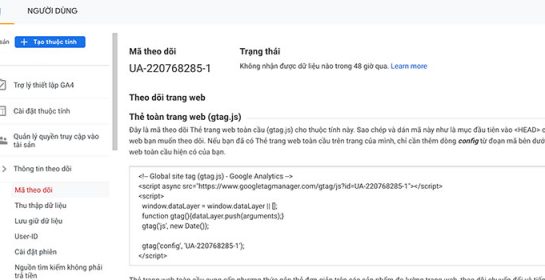 NGƯỜI DÙNG
sản
+ Tạo thuộc tính
Trợ lý thiết lập GA4
Cài đặt thuộc tính
Quản lý quyền truy cập vào
tài sản
Thông tin theo dõi
Mã theo dõi
Thu thập dữ liệu
Lưu giữ dữ liệu
User-ID
Cài đặt phiên
Nguồn tìm kiếm không phải
trả tiền
Mã theo dõi
UA-220768285-1
Trạng thái
Không nhận được dữ liệu nào trong 48 giờ qua. Learn more
Theo dõi trang web
Thẻ toàn trang web (gtag.js)
Đây là mã theo dõi Thẻ trang web toàn cầu (gtag.js) cho thuộc tính này. Sao chép và dán mã này như là mục đầu tiên vào <HEAD> c
web bạn muốn theo dõi. Nếu bạn đã có Thẻ trang web toàn cầu trên trang của mình, chỉ cần thêm dòng config từ đoạn mã bên dưới
web toàn cầu hiện có của bạn.
<!-- Global site tag (gtag.js) - Google Analytics -->
<script async src="https://www.googletagmanager.com/gtag/js?id=UA-220768285-1"></script>
<script>
window.dataLayer = window.dataLayer || [];
function gtag(){dataLayer.push(arguments);}
gtag('js', new Date());
gtag('config', 'UA-220768285-1');
</script>